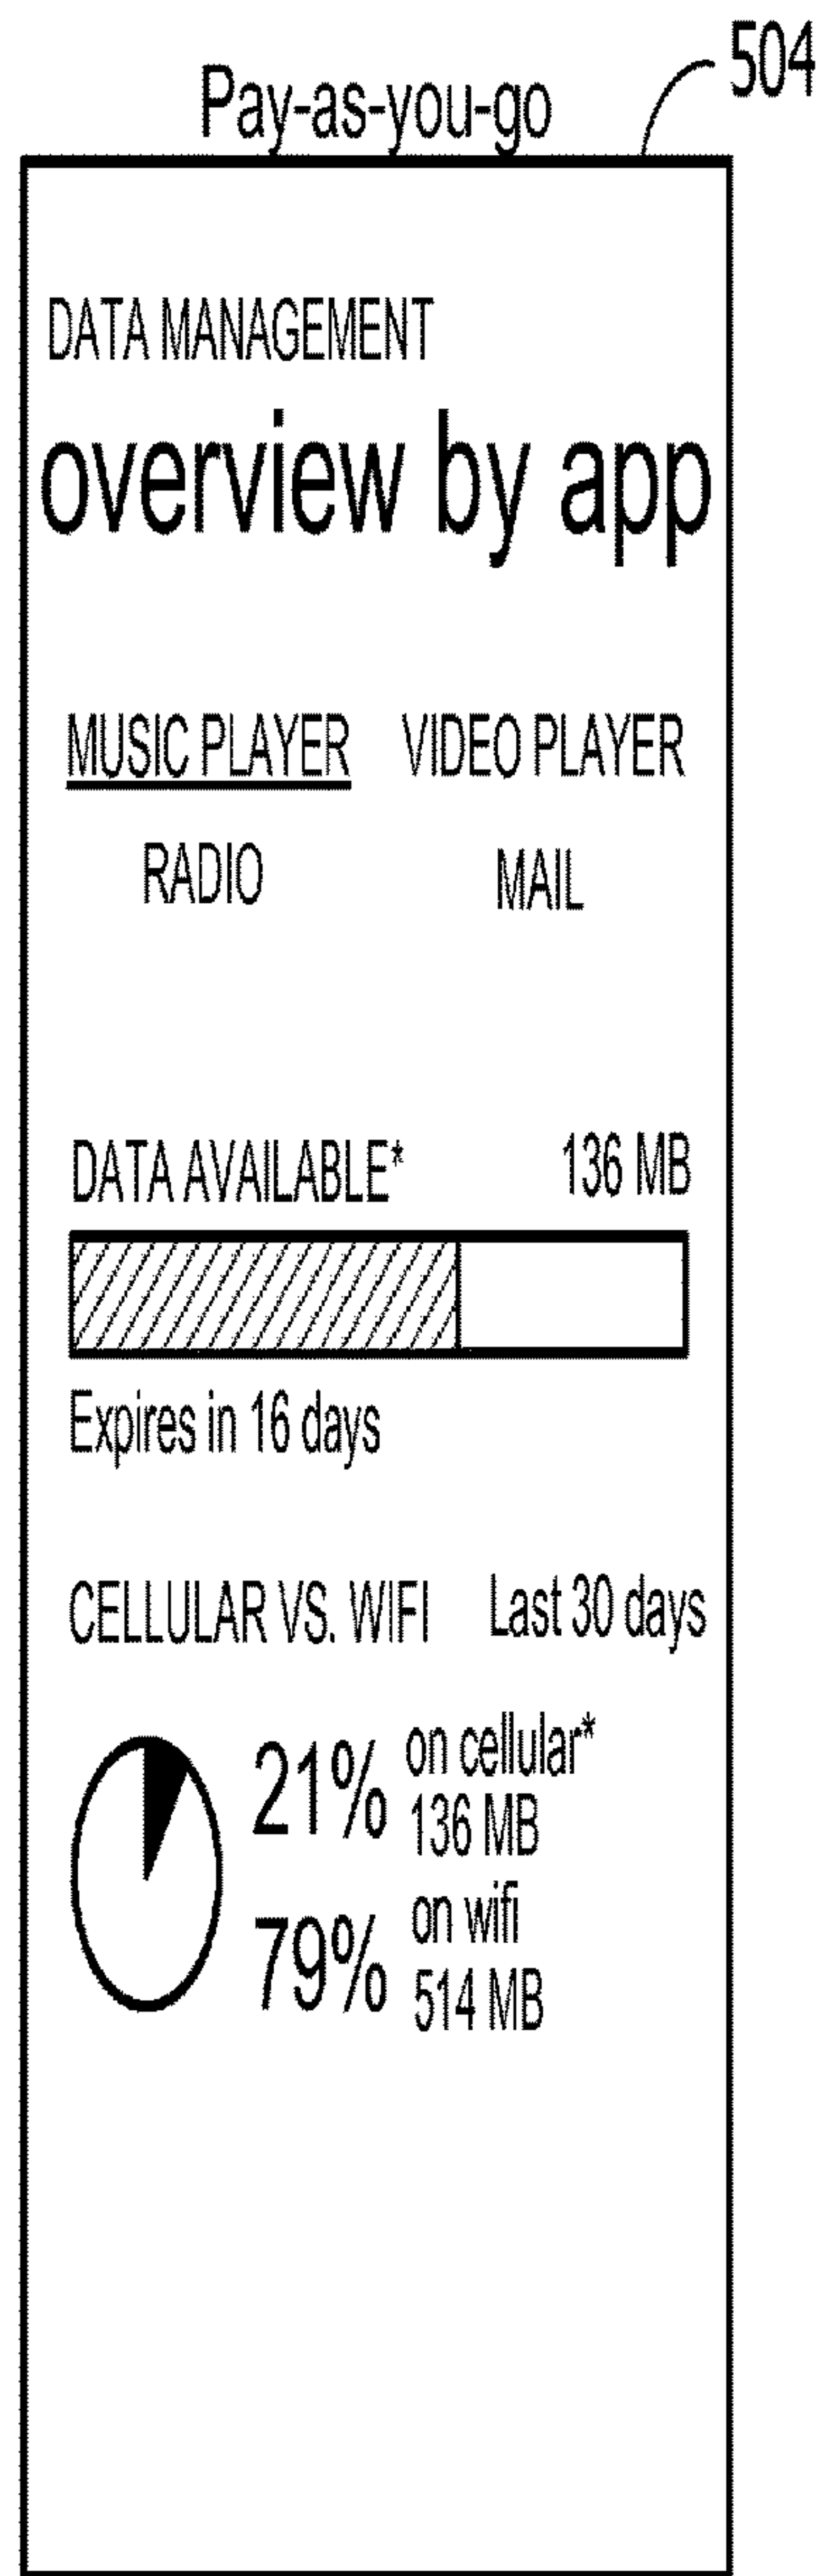 504
Pay-as-you-go
DATA MANAGEMENT
overview by app
MUSIC PLAYER VIDEO PLAYER
RADIO MAIL
DATA AVAILABLE* 136 MB
Expires in 16 days
CELLULAR VS. WIFI Last 30 days
21% on cellular*
136 MB
79% on wifi
514 MB